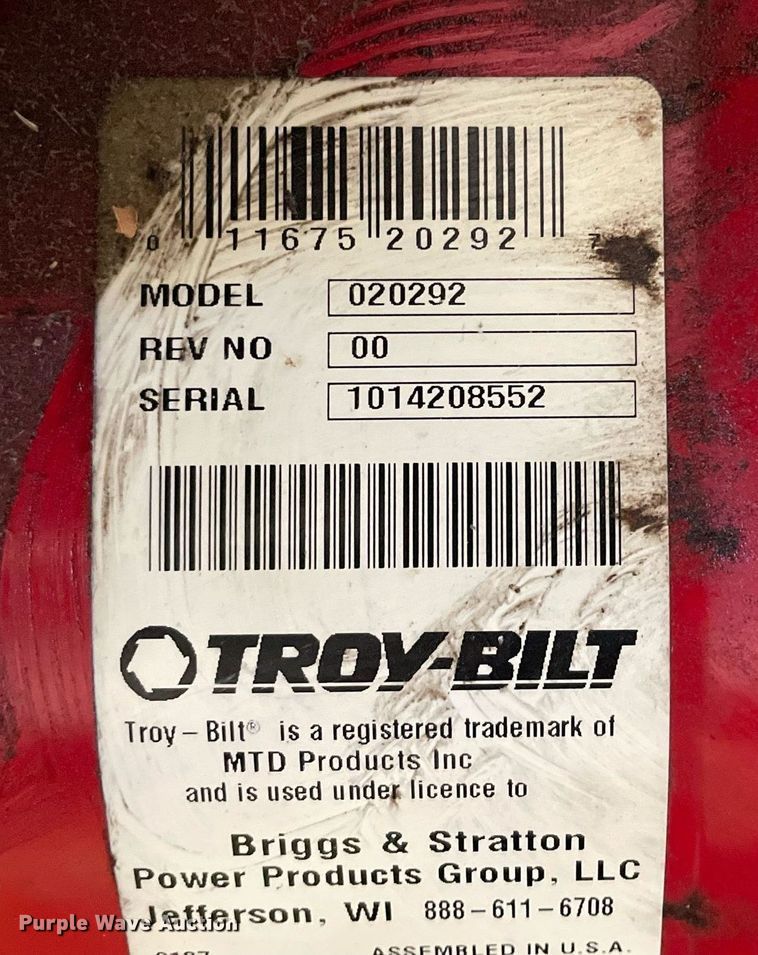 0 11675 20292 7
MODEL 020292
REV NO 00
SERIAL 1014208552
TROY-BILT
Troy – Bilt® is a registered trademark of
MTD Products Inc
and is used under licence to
Briggs & Stratton
Power Products Group, LLC
Jefferson, WI 888–611–6708
Purple Wave Auction
ASSEMBLED IN U.S.A.